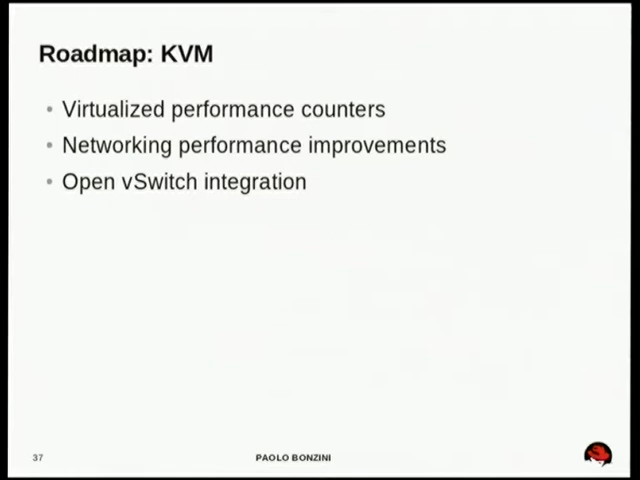 Roadmap: KVM
• Virtualized performance counters
• Networking performance improvements
• Open vSwitch integration
37
PAOLO BONZINI